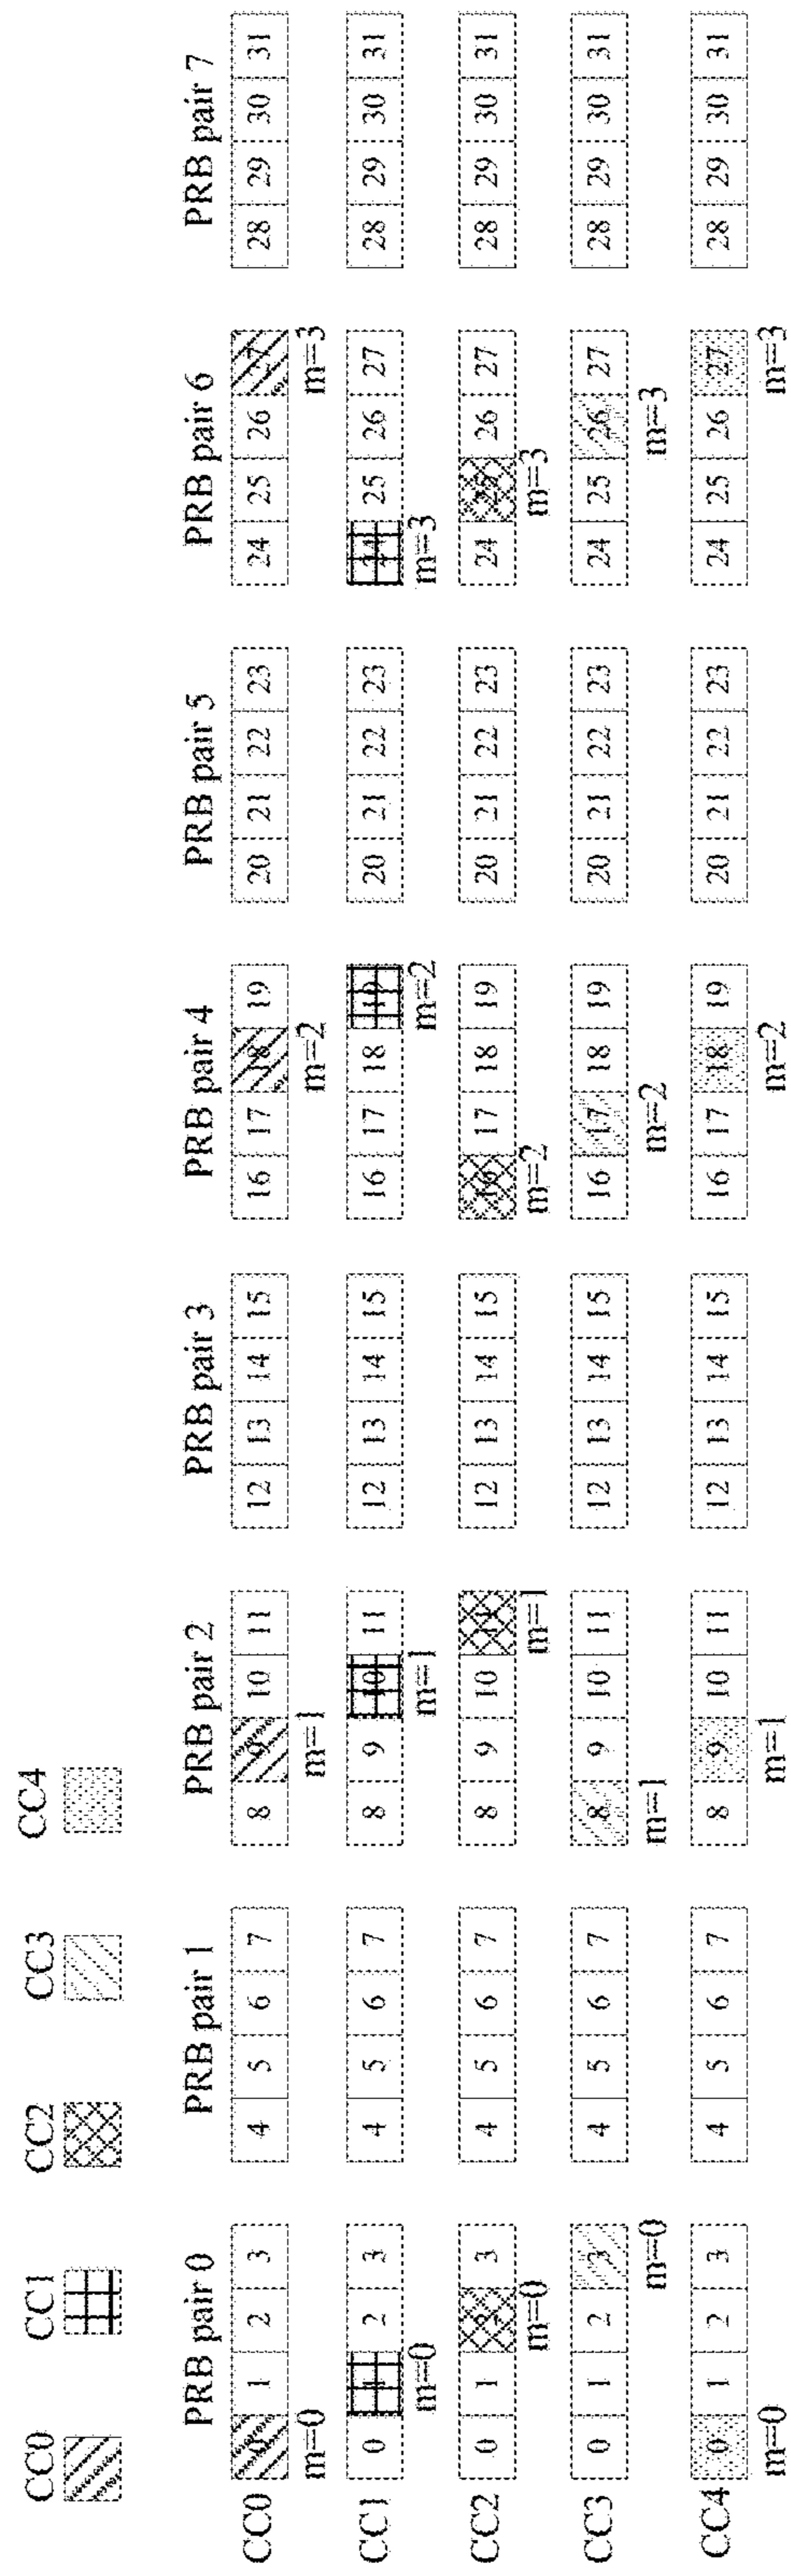 CC0 CC1 CC2 CC3 CC4
PRB pair 0 PRB pair 1 PRB pair 2 PRB pair 3 PRB pair 4 PRB pair 5 PRB pair 6 PRB pair 7
CC0 0 1 2 3 4 5 6 7 8 9 10 11 12 13 14 15 16 17 18 19 20 21 22 23 24 25 26 27 28 29 30 31
m=0 m=1 m=2 m=3
CC1 0 1 2 3 4 5 6 7 8 9 10 11 12 13 14 15 16 17 18 19 20 21 22 23 24 25 26 27 28 29 30 31
m=0 m=1 m=2 m=3
CC2 0 1 2 3 4 5 6 7 8 9 10 11 12 13 14 15 16 17 18 19 20 21 22 23 24 25 26 27 28 29 30 31
m=0 m=1 m=2 m=3
CC3 0 1 2 3 4 5 6 7 8 9 10 11 12 13 14 15 16 17 18 19 20 21 22 23 24 25 26 27 28 29 30 31
m=0 m=1 m=2 m=3
CC4 0 1 2 3 4 5 6 7 8 9 10 11 12 13 14 15 16 17 18 19 20 21 22 23 24 25 26 27 28 29 30 31
m=0 m=1 m=2 m=3